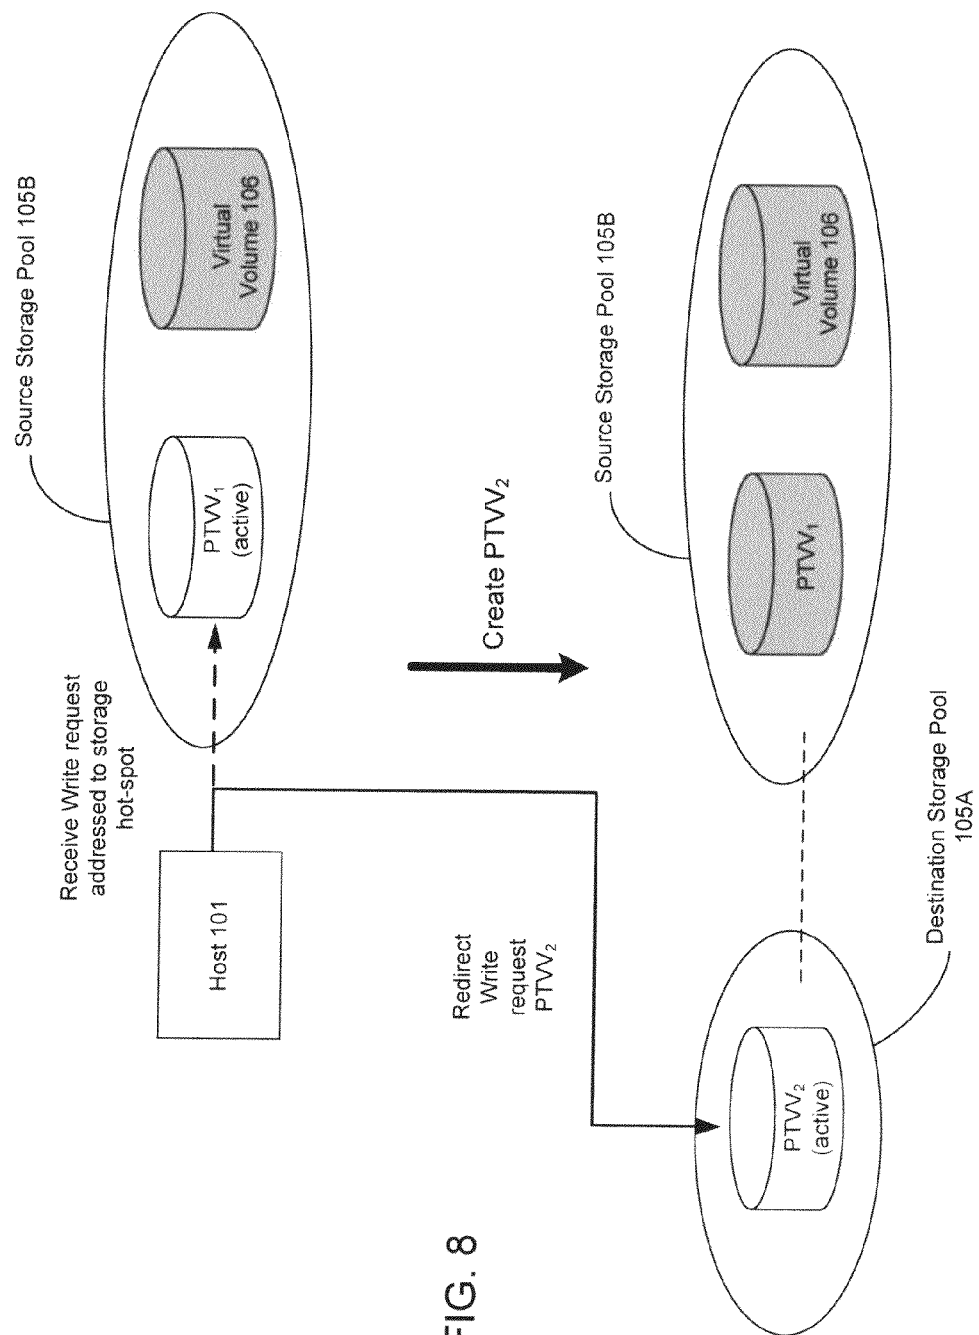 Source Storage Pool 105B
Receive Write request
addressed to storage
hot-spot
Host 101
PTVV₁
(active)
Virtual
Volume 106
Create PTVV₂
Redirect
Write
request
PTVV₂
Source Storage Pool 105B
PTVV₂
(active)
PTVV₁
Virtual
Volume 106
Destination Storage Pool
105A
FIG. 8